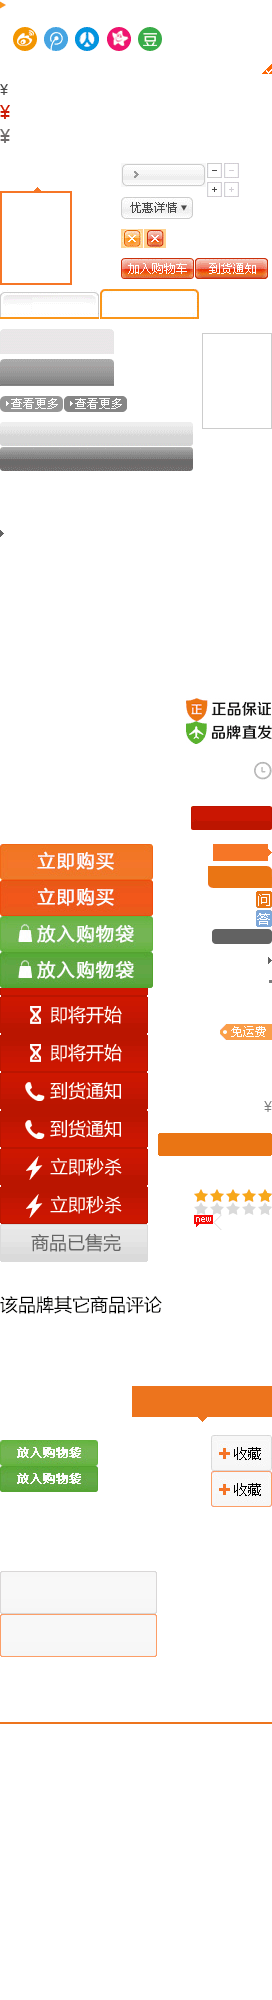 豆
¥
¥
¥
优惠详情
加入购物车 到货通知
查看更多 查看更多
正 正品保证
品牌直发
立即购买
立即购买
问
放入购物袋
答
放入购物袋
即将开始
免运费
即将开始
到货通知
¥
到货通知
立即秒杀
立即秒杀
new
商品已售完
该品牌其它商品评论
放入购物袋
收藏
放入购物袋
收藏